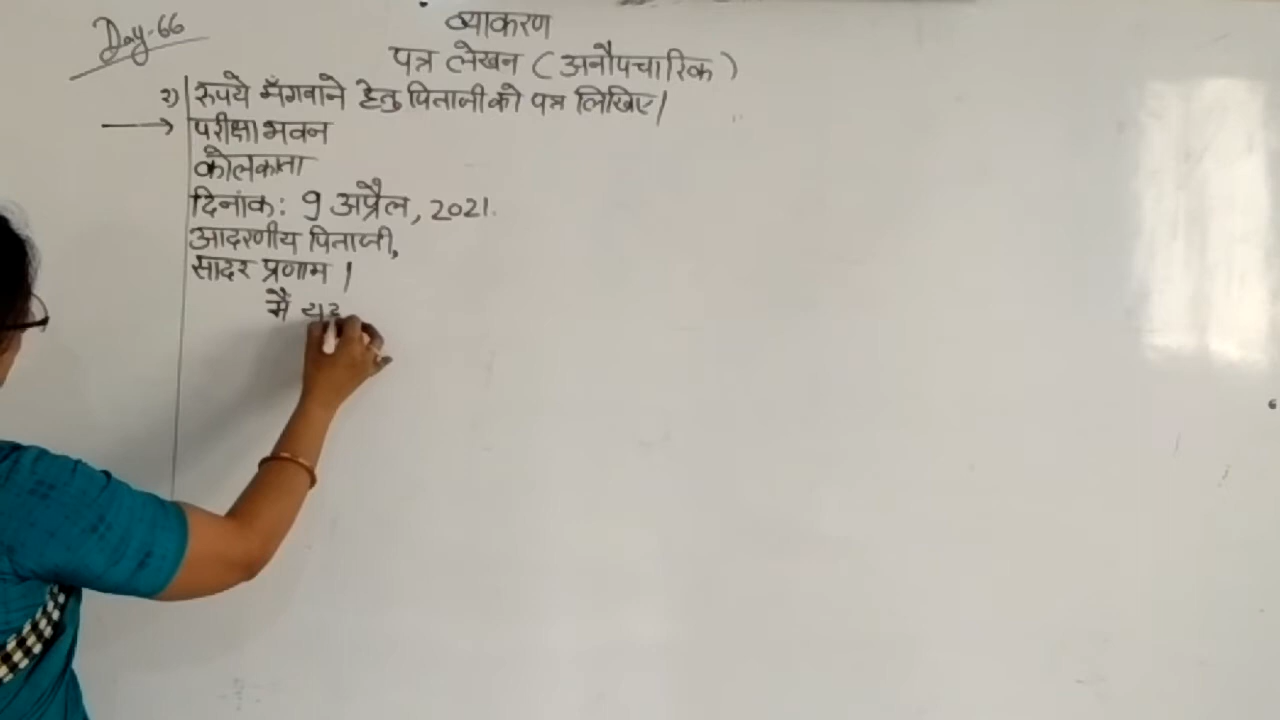 Day-66
व्याकरण
पत्र लेखन (अनौपचारिक)
२) रुपये मँगवाने हेतु पिताजी को पत्र लिखिए।
→ परीक्षा भवन
कोलकाता
दिनांक: 9 अप्रैल, 2021.
आदरणीय पिताजी,
सादर प्रणाम।
मैं यह